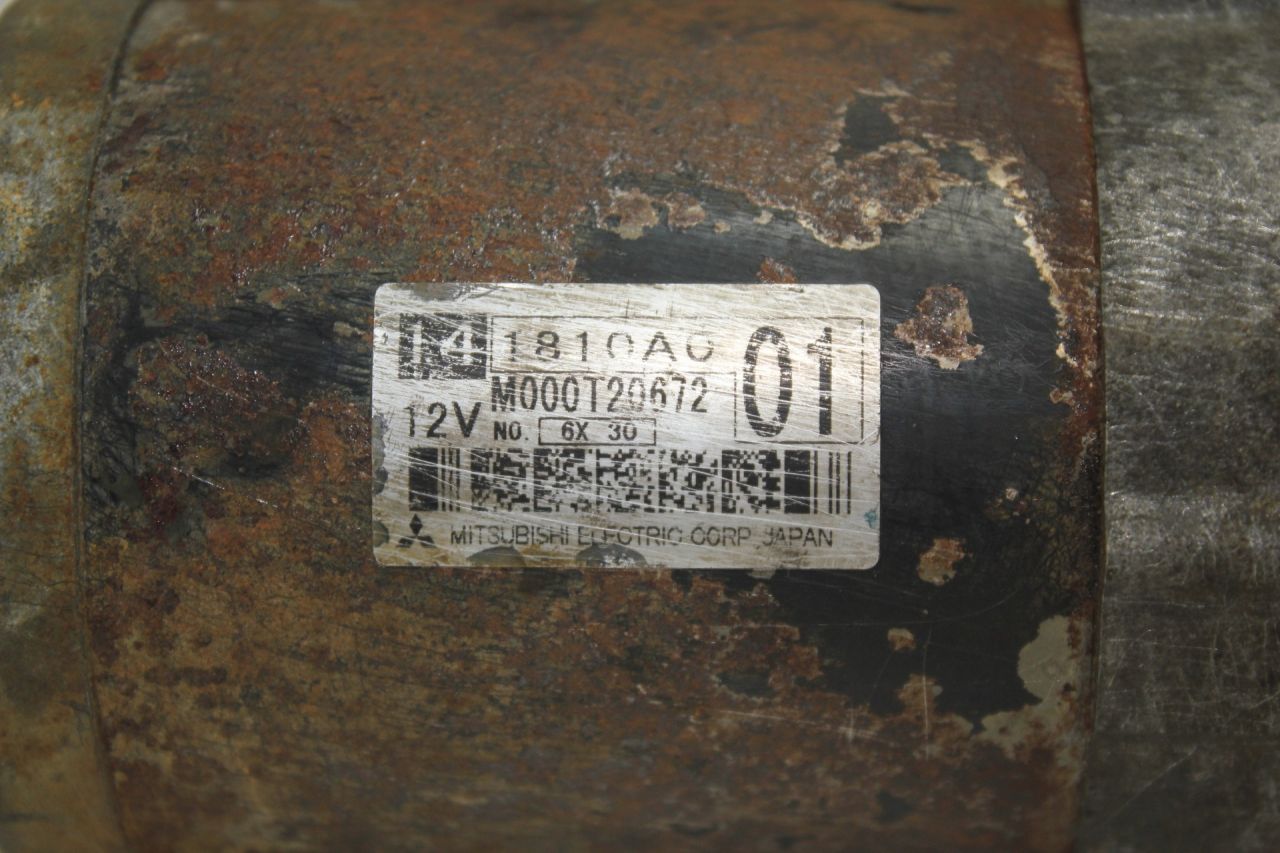 1810A0 01
M000T20672
12V NO. 6X 30
MITSUBISHI ELECTRIC CORP. JAPAN